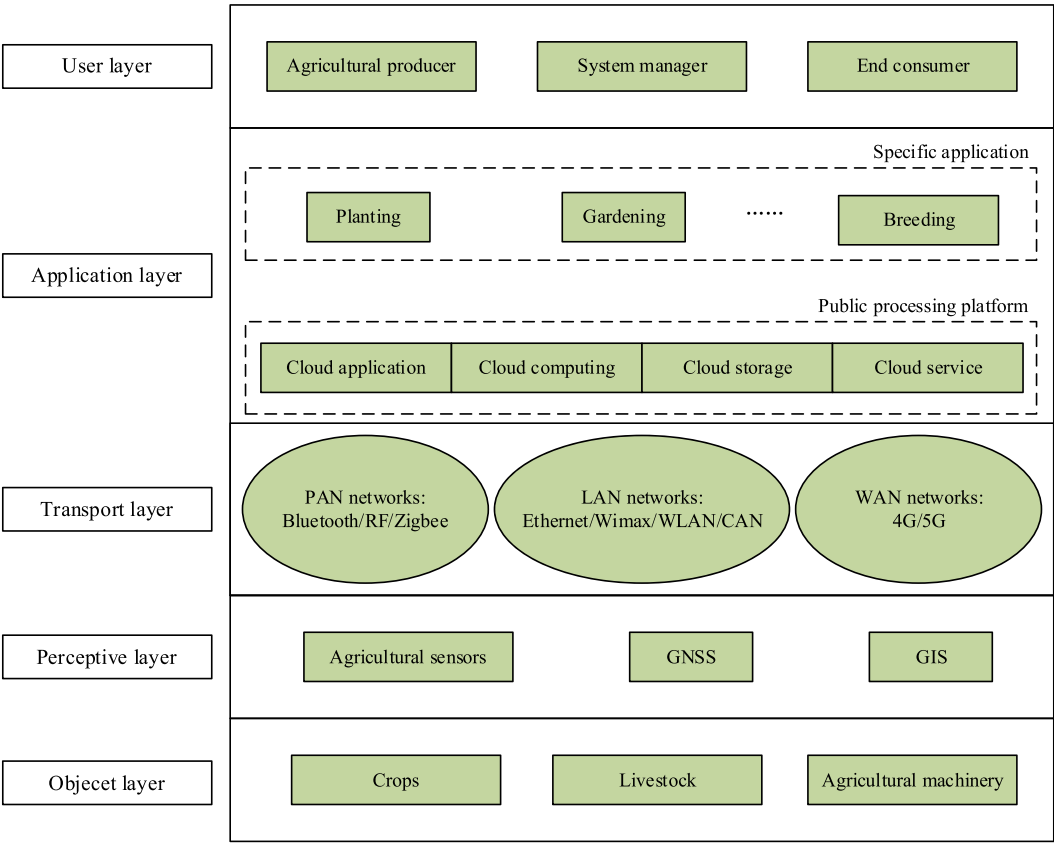 User layer
Agricultural producer
System manager
End consumer
Application layer
Specific application
Planting
Gardening
......
Breeding
Public processing platform
Cloud application
Cloud computing
Cloud storage
Cloud service
Transport layer
PAN networks:
Bluetooth/RF/Zigbee
LAN networks:
Ethernet/Wimax/WLAN/CAN
WAN networks:
4G/5G
Perceptive layer
Agricultural sensors
GNSS
GIS
Objecet layer
Crops
Livestock
Agricultural machinery